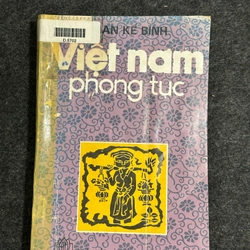 AN KẾ BÍNH
Việt nam
phong tục